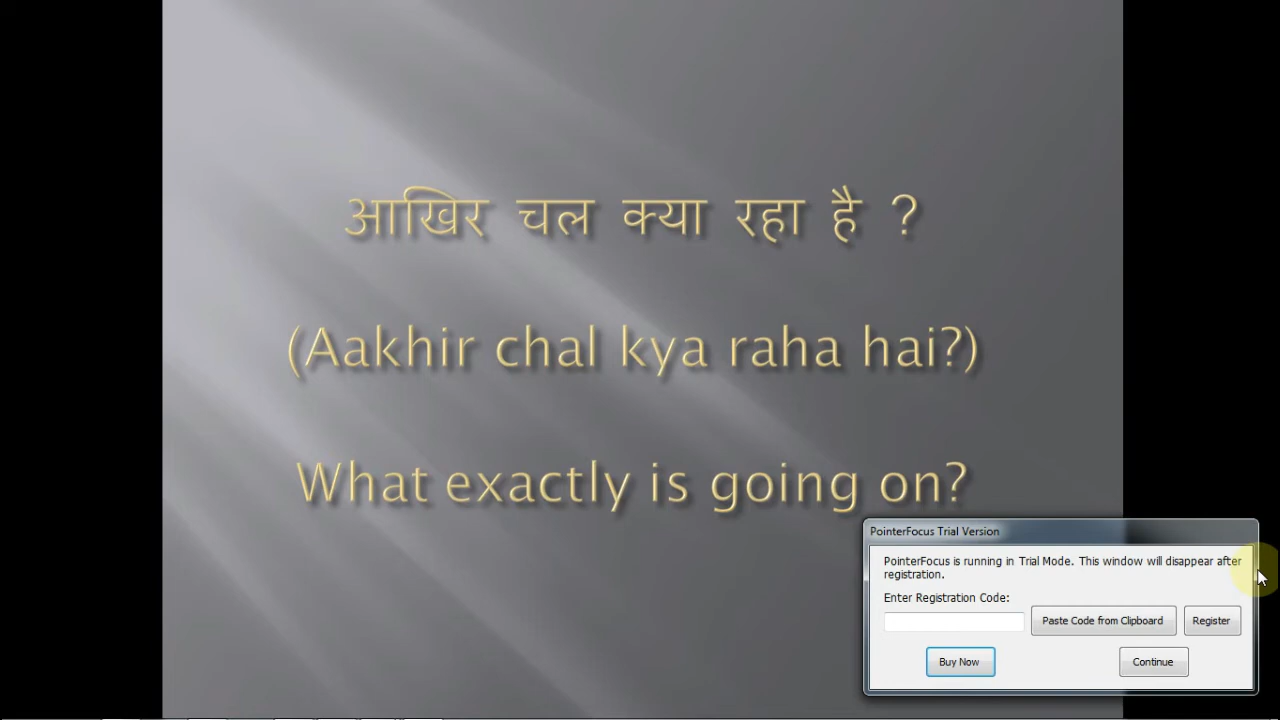 आखिर चल क्या रहा है ?
(Aakhir chal kya raha hai?)
What exactly is going on?
PointerFocus Trial Version
PointerFocus is running in Trial Mode. This window will disappear after
registration.
Enter Registration Code:
Paste Code from Clipboard Register
Buy Now Continue